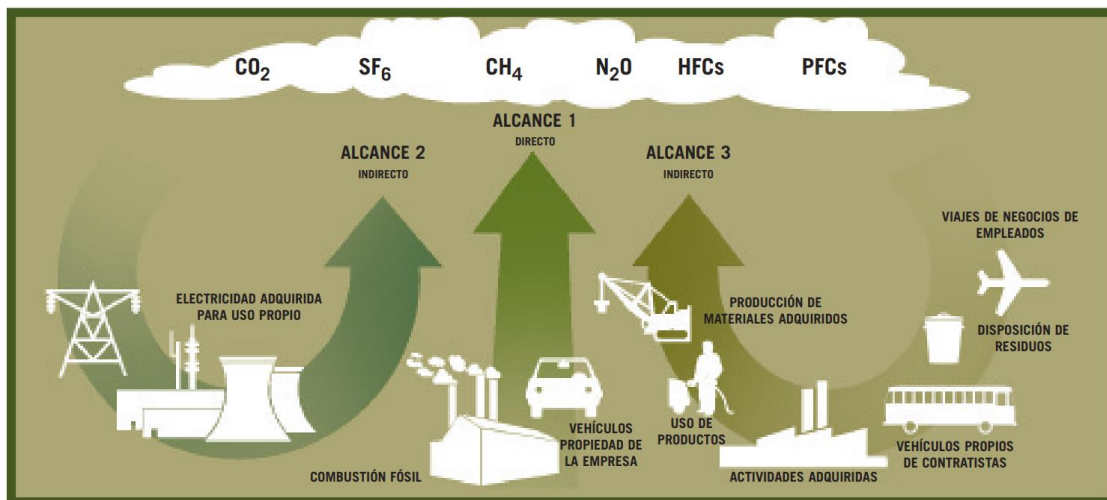 CO2 SF6 CH4 N2O HFCs PFCs
ALCANCE 1
DIRECTO
ALCANCE 2
INDIRECTO
ALCANCE 3
INDIRECTO
ELECTRICIDAD ADQUIRIDA
PARA USO PROPIO
COMBUSTIÓN FÓSIL
VEHÍCULOS
PROPIEDAD DE
LA EMPRESA
PRODUCCIÓN DE
MATERIALES ADQUIRIDOS
USO DE
PRODUCTOS
ACTIVIDADES ADQUIRIDAS
VIAJES DE NEGOCIOS DE
EMPLEADOS
DISPOSICIÓN DE
RESIDUOS
VEHÍCULOS PROPIOS
DE CONTRATISTAS